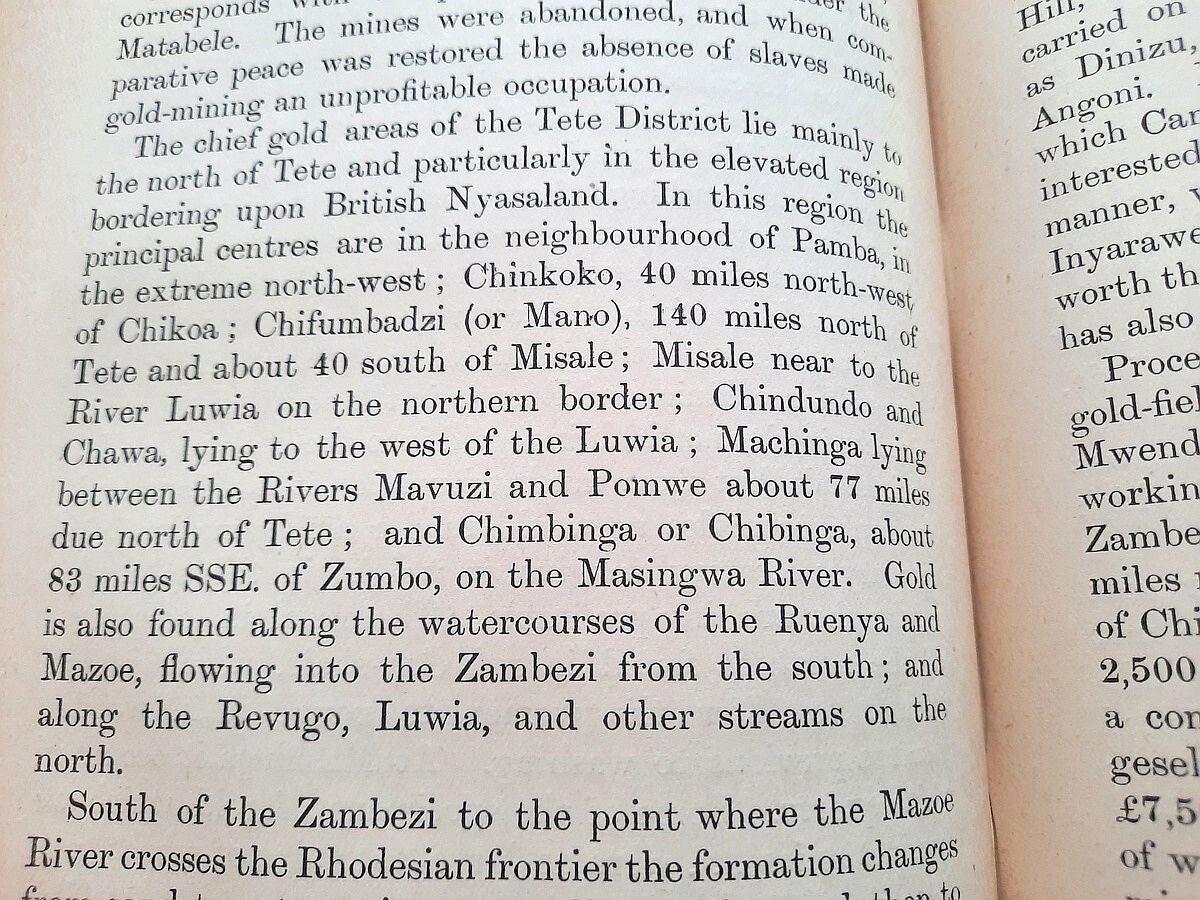 corresponds
the
Matabele. The mines were abandoned, and when com-
parative peace was restored the absence of slaves made
gold-mining an unprofitable occupation.
The chief gold areas of the Tete District lie mainly to
the north of Tete and particularly in the elevated region
bordering upon British Nyasaland. In this region the
principal centres are in the neighbourhood of Pamba, in
the extreme north-west; Chinkoko, 40 miles north-west
of Chikoa; Chifumbadzi (or Mano), 140 miles north of
Tete and about 40 south of Misale; Misale near to the
River Luwia on the northern border; Chindundo and
Chawa, lying to the west of the Luwia; Machinga lying
between the Rivers Mavuzi and Pomwe about 77 miles
due north of Tete; and Chimbinga or Chibinga, about
83 miles SSE. of Zumbo, on the Masingwa River. Gold
is also found along the watercourses of the Ruenya and
Mazoe, flowing into the Zambezi from the south; and
along the Revugo, Luwia, and other streams on the
north.
South of the Zambezi to the point where the Mazoe
River crosses the Rhodesian frontier the formation changes
to
Hill,
carried on
as Dinizu,
Angoni.
which
interested
manner,
Inyarawe
worth
has also
gold-fiel
Mwend
Zambe
miles
of
2,500
a
gesel
£7,5
of